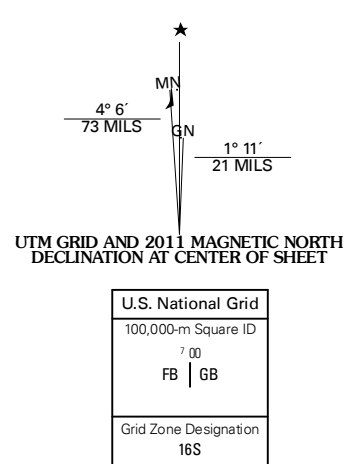 ★
MN
4° 6´
73 MILS
GN
1° 11´
21 MILS
UTM GRID AND 2011 MAGNETIC NORTH
DECLINATION AT CENTER OF SHEET
U.S. National Grid
100,000-m Square ID
7 00
FB GB
Grid Zone Designation
16S